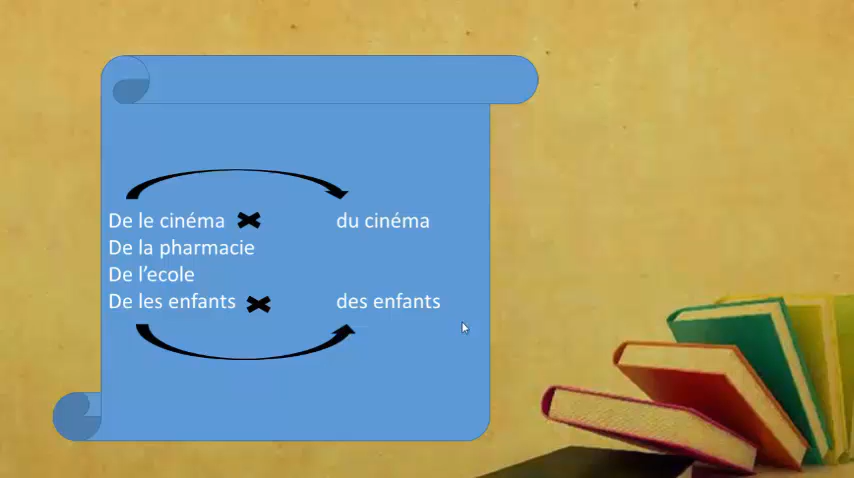 De le cinéma du cinéma
De la pharmacie
De l’ecole
De les enfants des enfants